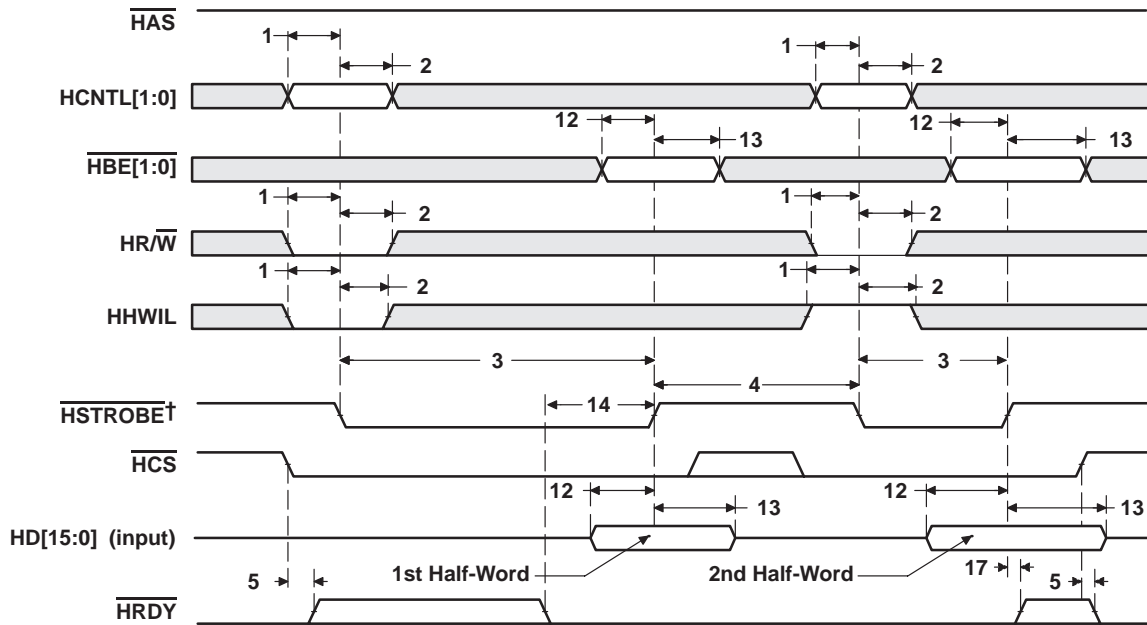 HAS
1
1
2
2
HCNTL[1:0]
12
12
13
13
HBE[1:0]
1
1
2
2
HR/W
1
1
2
2
HHWIL
3
3
4
14
HSTROBE†
HCS
12
12
13
13
HD[15:0] (input)
1st Half-Word
2nd Half-Word
5
17
5
HRDY